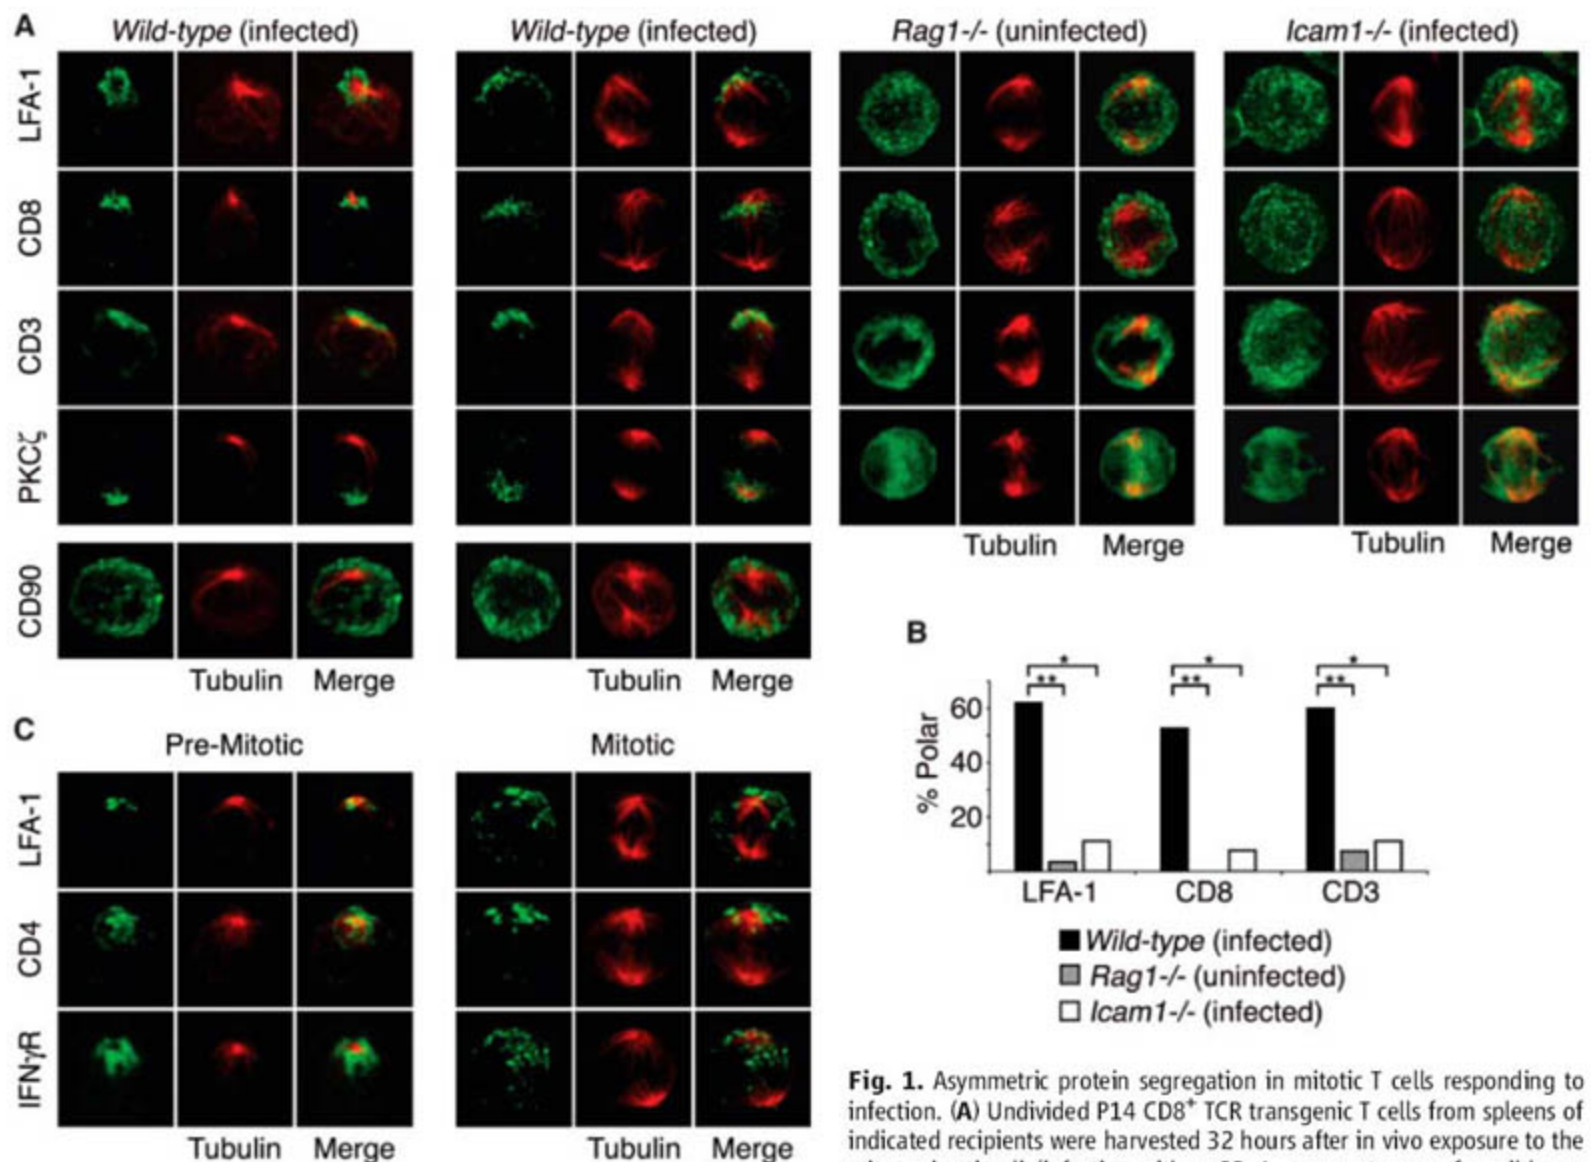 A
Wild-type (infected)
Wild-type (infected)
Rag1-/- (uninfected)
Icam1-/- (infected)
LFA-1
CD8
CD3
PKCζ
CD90
Tubulin Merge
Tubulin Merge
Tubulin Merge
Tubulin Merge
B
% Polar
60
40
20
* ** * ** * **
LFA-1 CD8 CD3
Wild-type (infected)
Rag1-/- (uninfected)
Icam1-/- (infected)
C
Pre-Mitotic
Mitotic
LFA-1
CD4
IFNγR
Tubulin Merge
Tubulin Merge
Fig. 1. Asymmetric protein segregation in mitotic T cells responding to
infection. (A) Undivided P14 CD8⁺ TCR transgenic T cells from spleens of
indicated recipients were harvested 32 hours after in vivo exposure to the